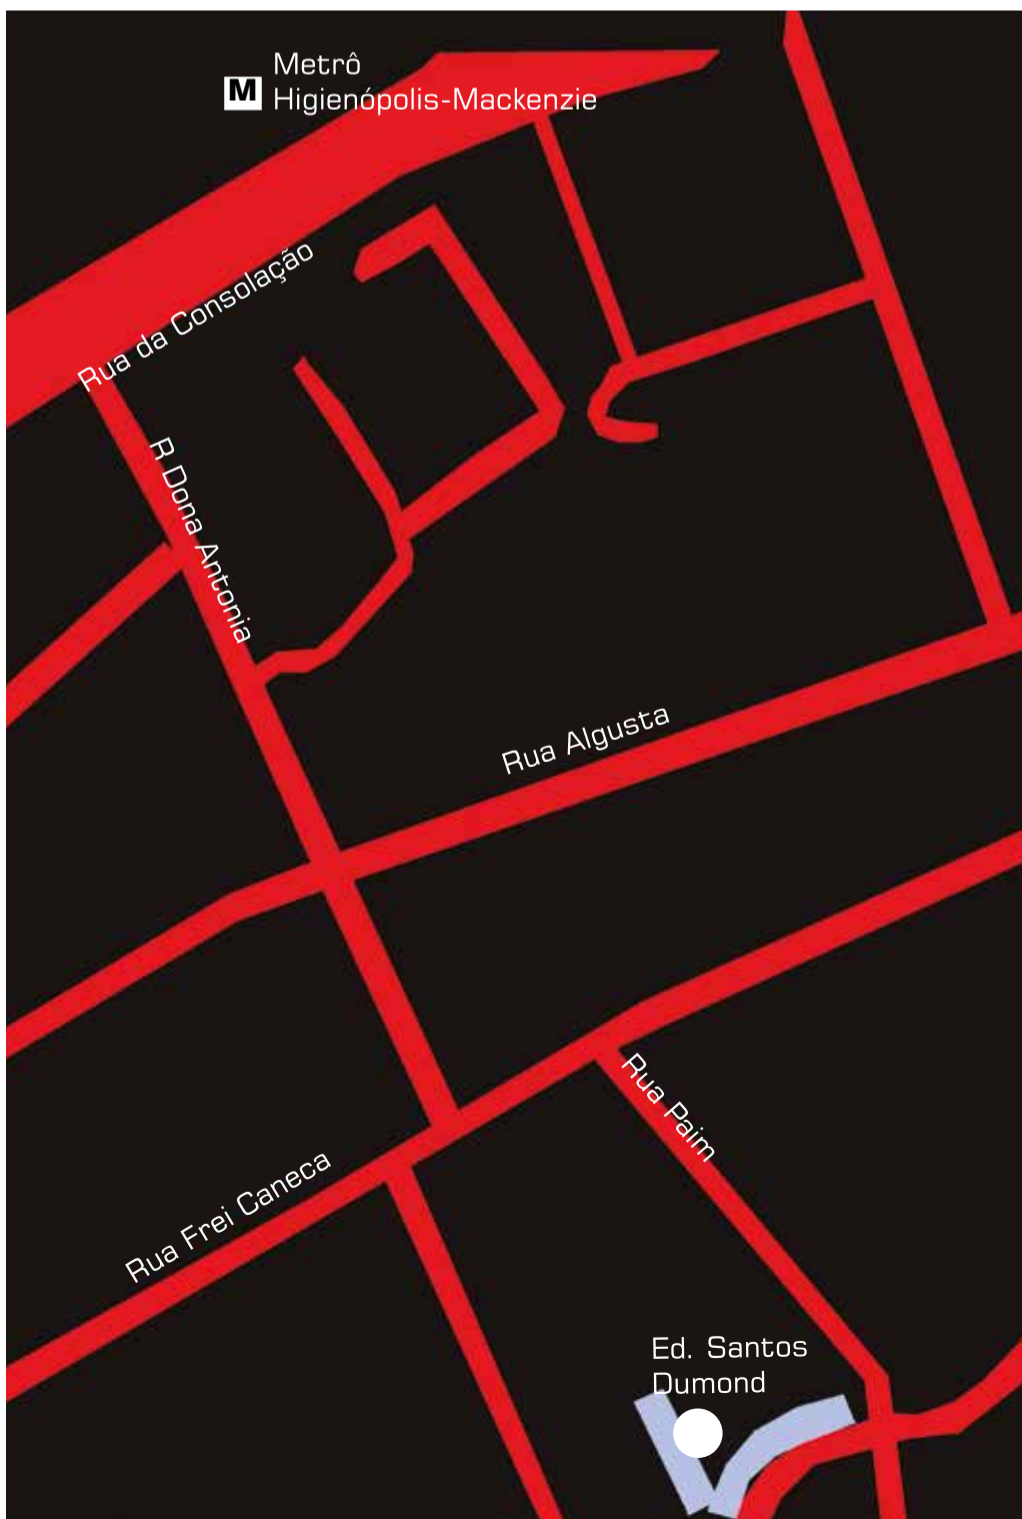 Metrô
M Higienópolis-Mackenzie
Rua da Consolação
R Dona Antonia
Rua Algusta
Rua Paim
Rua Frei Caneca
Ed. Santos
Dumond